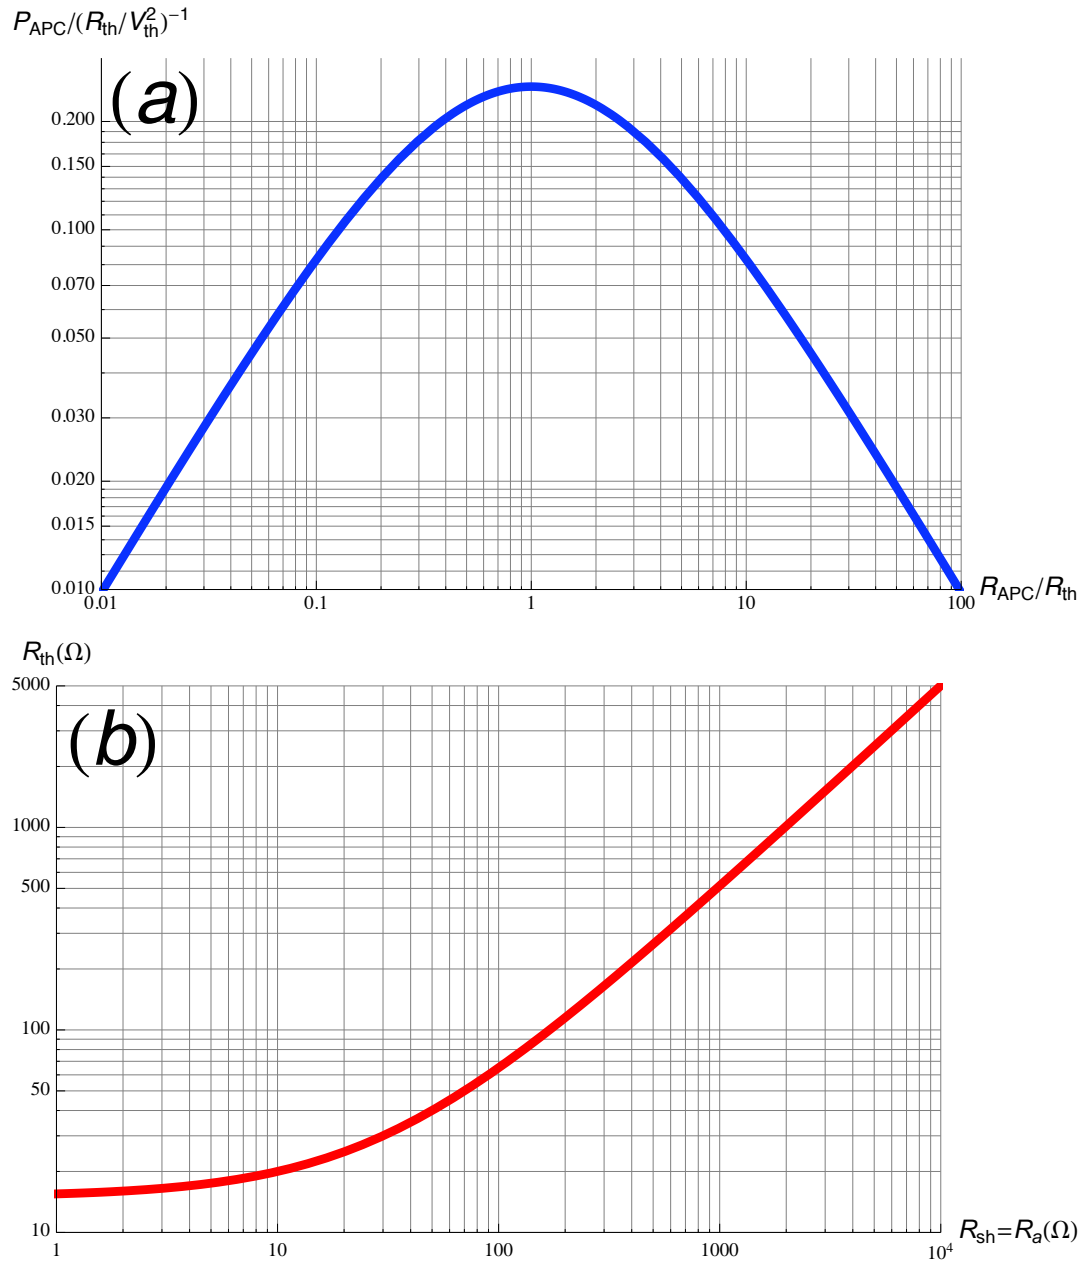 P_APC/(R_th/V_th^2)^−1
(a)
0.200
0.150
0.100
0.070
0.050
0.030
0.020
0.015
0.010
0.01 0.1 1 10 100 R_APC/R_th
R_th(Ω)
(b)
5000
1000
500
100
50
10
1 10 100 1000 10^4 R_sh=R_a(Ω)